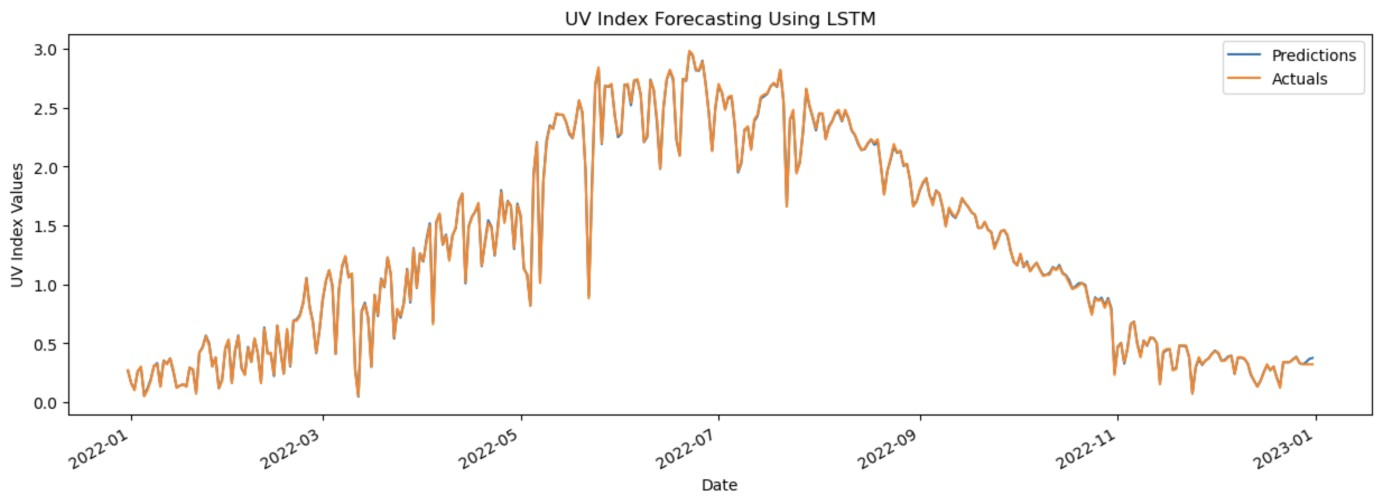 UV Index Forecasting Using LSTM
Predictions
Actuals
UV Index Values
3.0
2.5
2.0
1.5
1.0
0.5
0.0
2022-01
2022-03
2022-05
2022-07
2022-09
2022-11
2023-01
Date